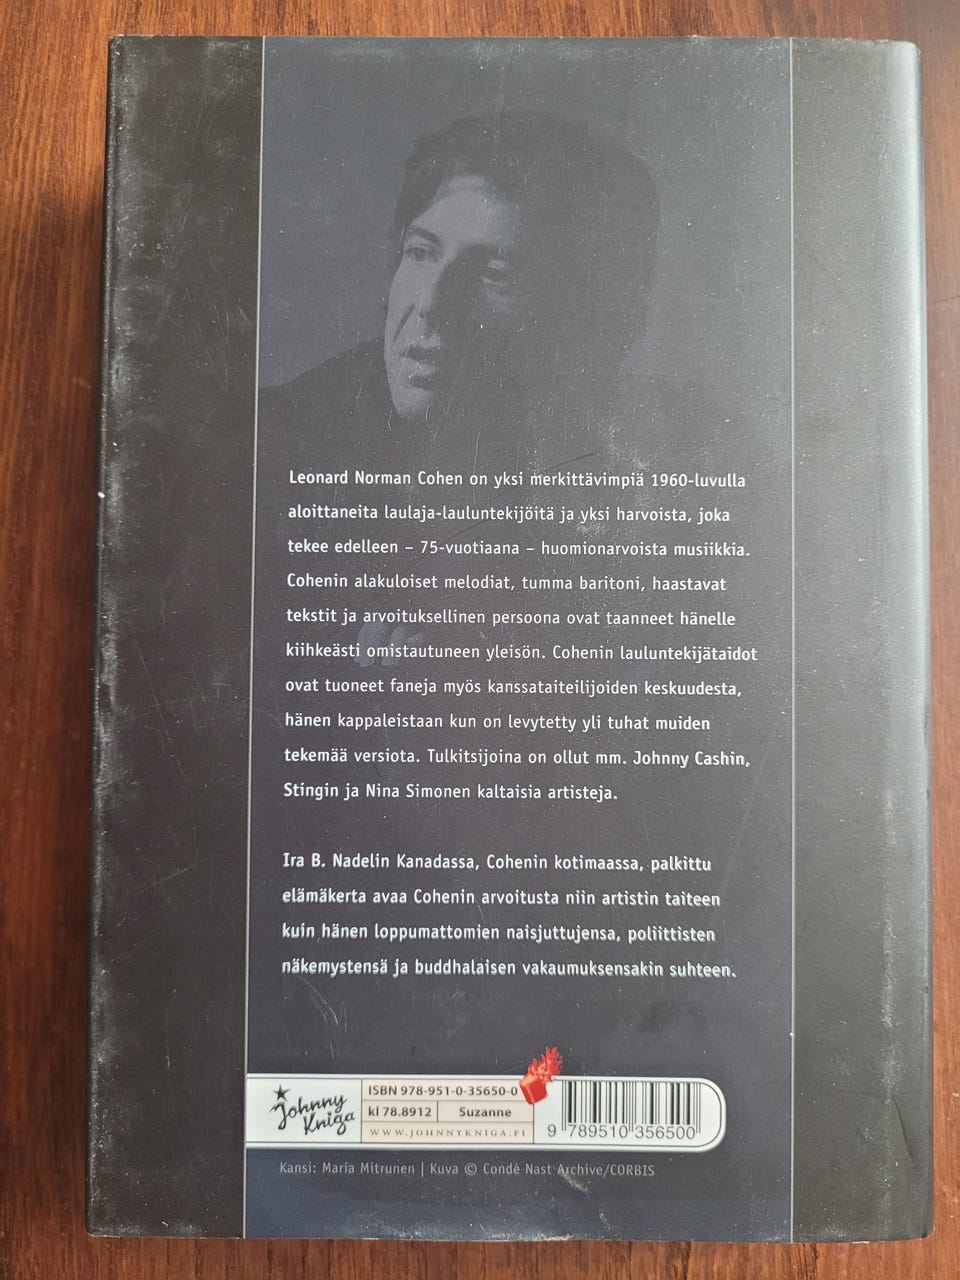 Leonard Norman Cohen on yksi merkittävimpiä 1960-luvulla
aloittaneita laulaja-lauluntekijöitä ja yksi harvoista, joka
tekee edelleen – 75-vuotiaana – huomionarvoista musiikkia.
Cohenin alakuloiset melodiat, tumma baritoni, haastavat
tekstit ja arvoituksellinen persoona ovat taanneet hänelle
kiihkeästi omistautuneen yleisön. Cohenin lauluntekijätaidot
ovat tuoneet faneja myös kanssataiteilijoiden keskuudesta,
hänen kappaleistaan kun on levytetty yli tuhat muiden
tekemää versiota. Tulkitsijoina on ollut mm. Johnny Cashin,
Stingin ja Nina Simonen kaltaisia artisteja.
Ira B. Nadelin Kanadassa, Cohenin kotimaassa, palkittu
elämäkerta avaa Cohenin arvoitusta niin artistin taiteen
kuin hänen loppumattomien naisjuttujensa, poliittisten
näkemystensä ja buddhalaisen vakaumuksensakin suhteen.
Johnny
Kniga
ISBN 978-951-0-35650-0
kl 78.8912 Suzanne
WWW.JOHNNYKNIGA.FI
9 789510 356500
Kansi: Maria Mitrunen | Kuva © Condé Nast Archive/CORBIS